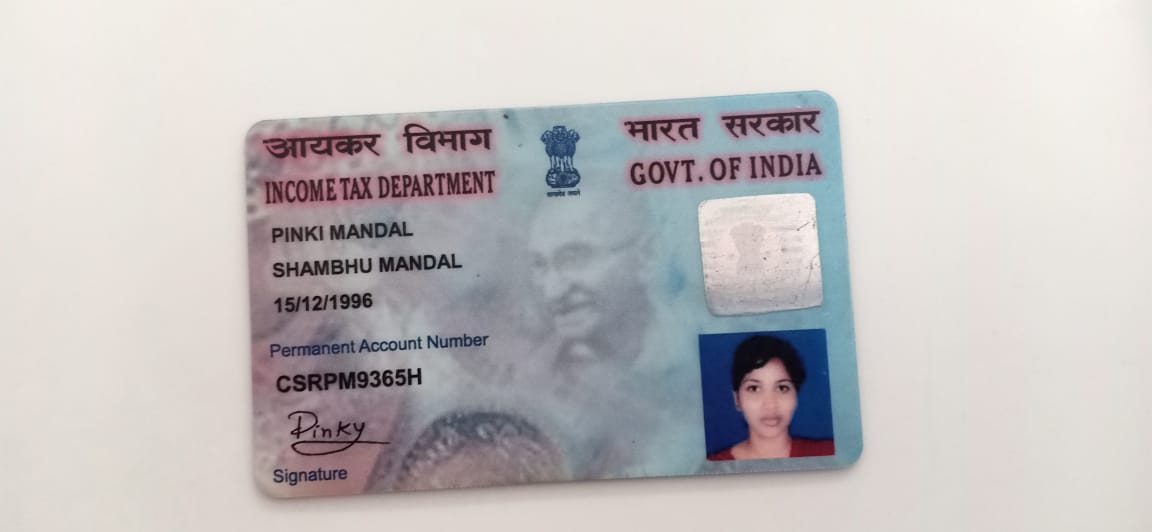 आयकर विभाग
INCOME TAX DEPARTMENT
भारत सरकार
GOVT. OF INDIA
PINKI MANDAL
SHAMBHU MANDAL
15/12/1996
Permanent Account Number
CSRPM9365H
Pinky
Signature